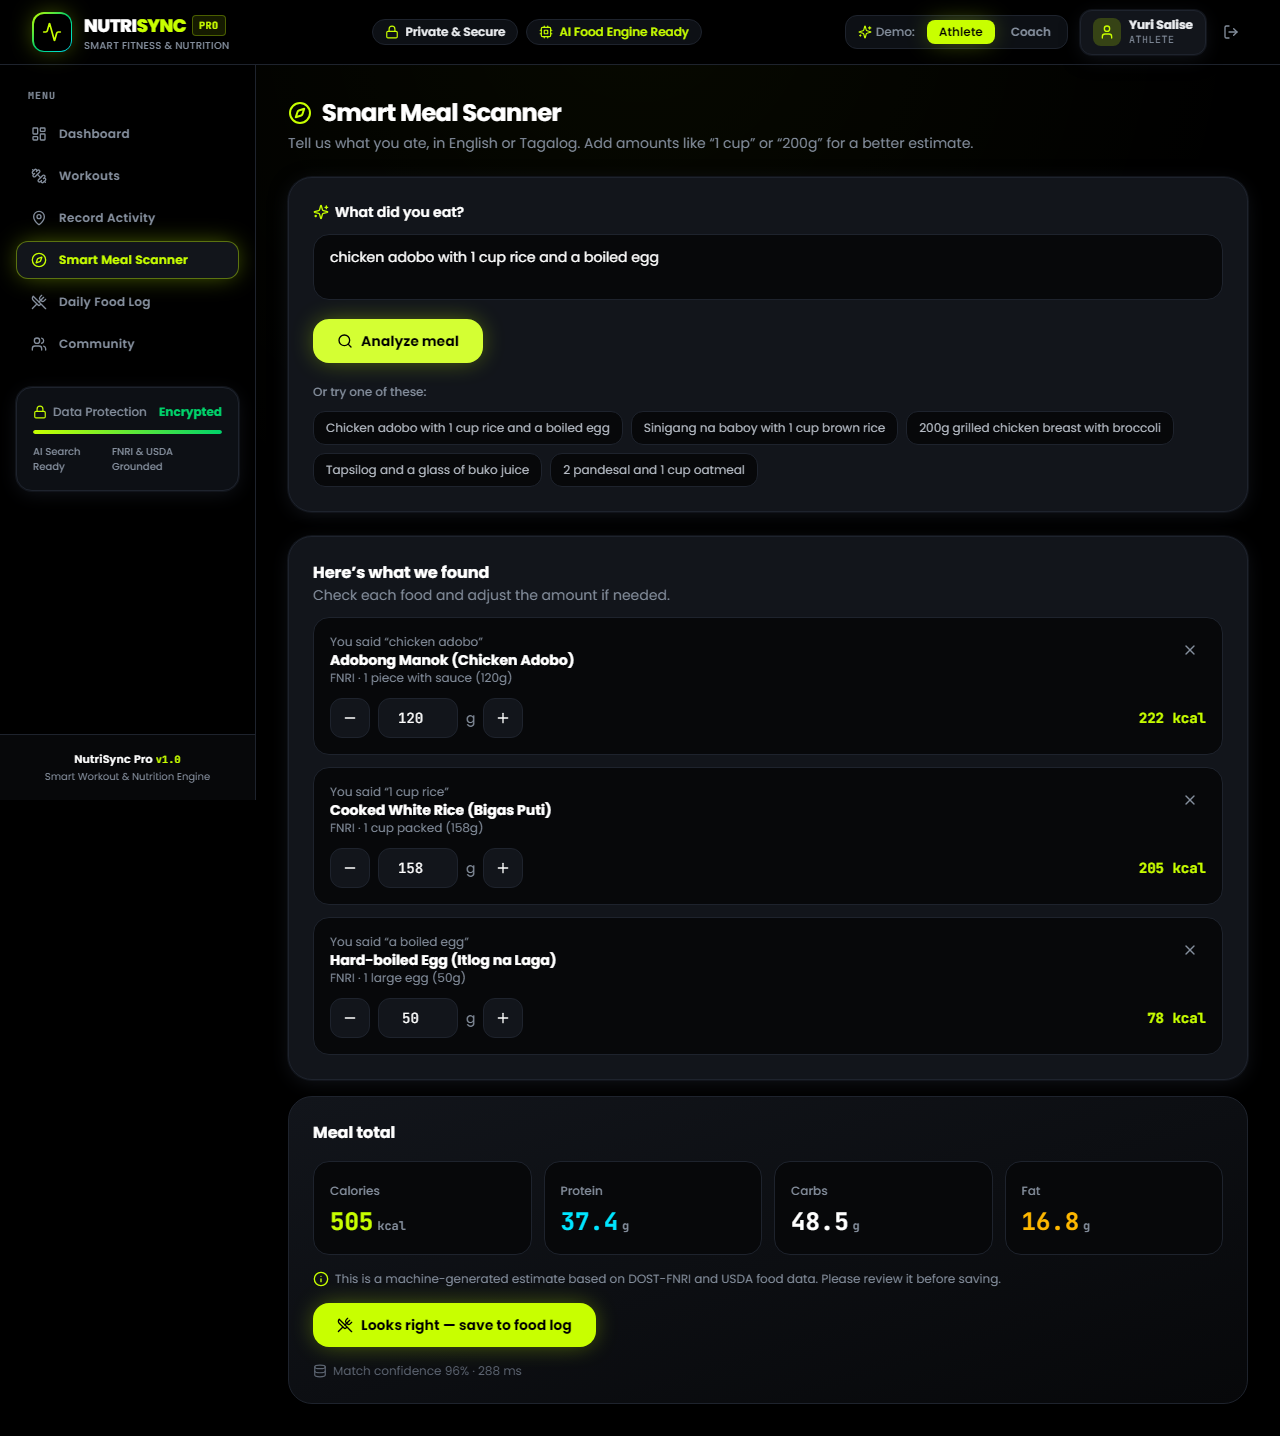 NUTRISYNC PRO
SMART FITNESS & NUTRITION
Private & Secure
AI Food Engine Ready
Demo: Athlete Coach
Yuri Salise
ATHLETE
MENU
Dashboard
Workouts
Record Activity
Smart Meal Scanner
Daily Food Log
Community
Data Protection Encrypted
AI Search Ready
FNRI & USDA Grounded
NutriSync Pro v1.0
Smart Workout & Nutrition Engine
Smart Meal Scanner
Tell us what you ate, in English or Tagalog. Add amounts like “1 cup” or “200g” for a better estimate.
What did you eat?
chicken adobo with 1 cup rice and a boiled egg
Analyze meal
Or try one of these:
Chicken adobo with 1 cup rice and a boiled egg
Sinigang na baboy with 1 cup brown rice
200g grilled chicken breast with broccoli
Tapsilog and a glass of buko juice
2 pandesal and 1 cup oatmeal
Here’s what we found
Check each food and adjust the amount if needed.
You said “chicken adobo”
Adobong Manok (Chicken Adobo)
FNRI · 1 piece with sauce (120g)
120 g
222 kcal
You said “1 cup rice”
Cooked White Rice (Bigas Puti)
FNRI · 1 cup packed (158g)
158 g
205 kcal
You said “a boiled egg”
Hard-boiled Egg (Itlog na Laga)
FNRI · 1 large egg (50g)
50 g
78 kcal
Meal total
Calories
505 kcal
Protein
37.4 g
Carbs
48.5 g
Fat
16.8 g
This is a machine-generated estimate based on DOST-FNRI and USDA food data. Please review it before saving.
Looks right — save to food log
Match confidence 96% · 288 ms